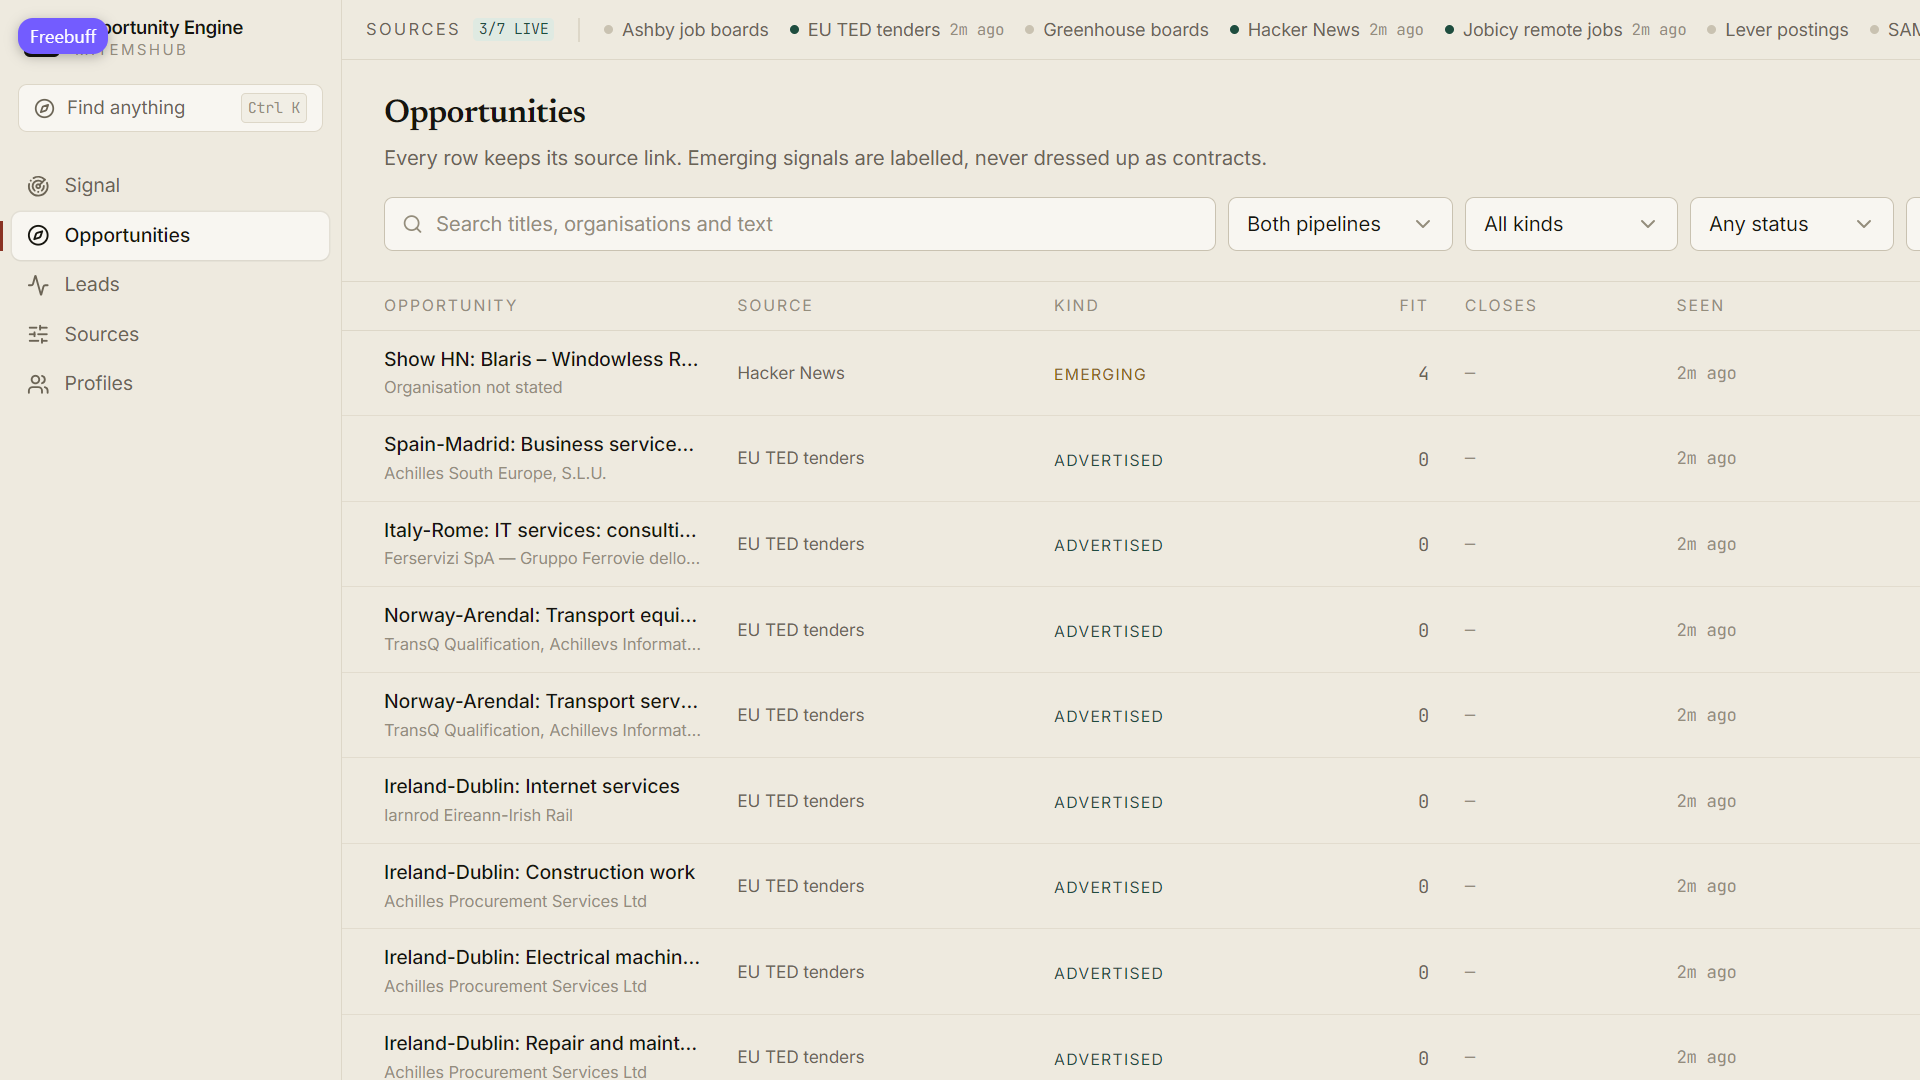 Freebuff
portunity Engine
TEMSHUB
Find anything
Ctrl K
Signal
Opportunities
Leads
Sources
Profiles
SOURCES
3/7 LIVE
Ashby job boards
EU TED tenders 2m ago
Greenhouse boards
Hacker News 2m ago
Jobicy remote jobs 2m ago
Lever postings
SAM
Opportunities
Every row keeps its source link. Emerging signals are labelled, never dressed up as contracts.
Search titles, organisations and text
Both pipelines
All kinds
Any status
OPPORTUNITY SOURCE KIND FIT CLOSES SEEN
Show HN: Blaris – Windowless R...
Organisation not stated
Hacker News EMERGING 4 — 2m ago
Spain-Madrid: Business service...
Achilles South Europe, S.L.U.
EU TED tenders ADVERTISED 0 — 2m ago
Italy-Rome: IT services: consulti...
Ferservizi SpA — Gruppo Ferrovie dello...
EU TED tenders ADVERTISED 0 — 2m ago
Norway-Arendal: Transport equi...
TransQ Qualification, Achillevs Informat...
EU TED tenders ADVERTISED 0 — 2m ago
Norway-Arendal: Transport serv...
TransQ Qualification, Achillevs Informat...
EU TED tenders ADVERTISED 0 — 2m ago
Ireland-Dublin: Internet services
Iarnrod Eireann-Irish Rail
EU TED tenders ADVERTISED 0 — 2m ago
Ireland-Dublin: Construction work
Achilles Procurement Services Ltd
EU TED tenders ADVERTISED 0 — 2m ago
Ireland-Dublin: Electrical machin...
Achilles Procurement Services Ltd
EU TED tenders ADVERTISED 0 — 2m ago
Ireland-Dublin: Repair and maint...
Achilles Procurement Services Ltd
EU TED tenders ADVERTISED 0 — 2m ago